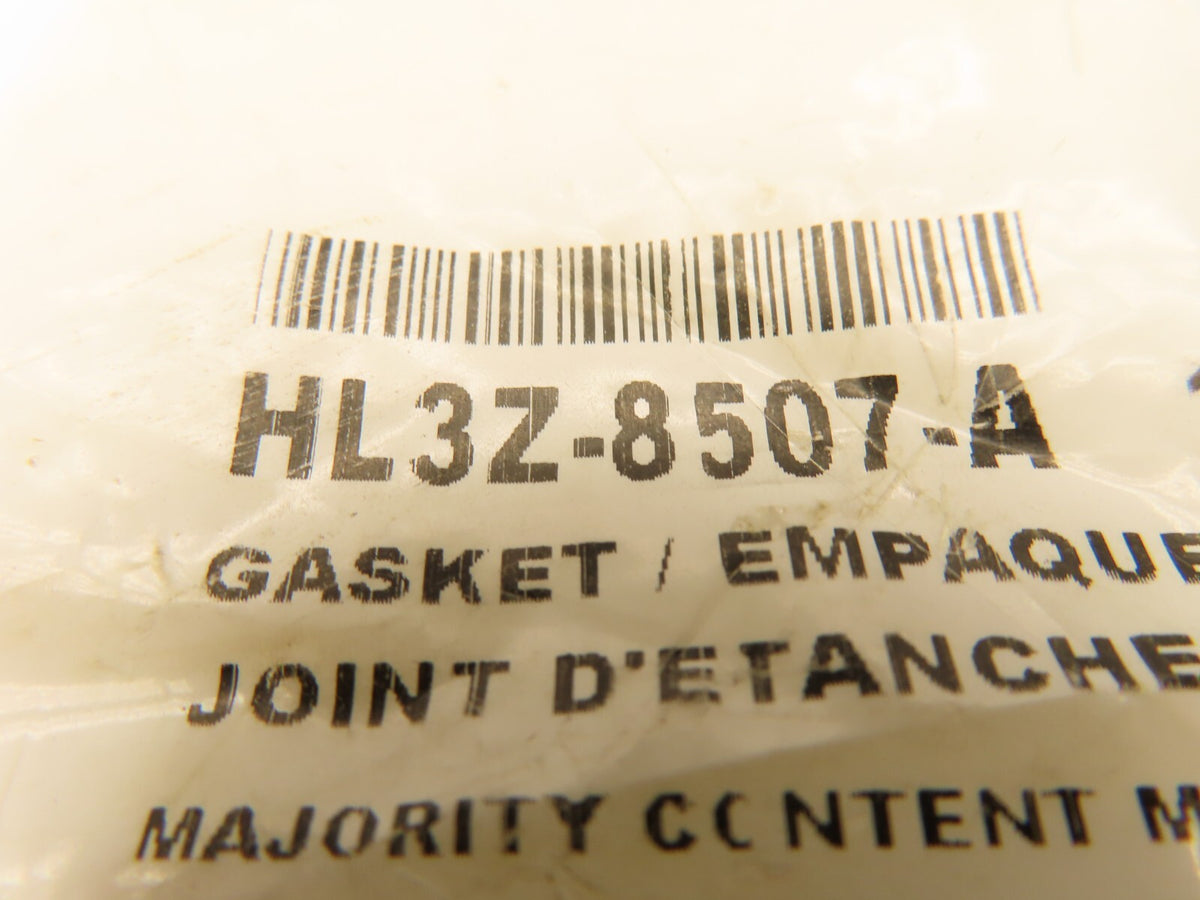 HL3Z-8507-A
GASKET / EMPAQUE
JOINT D'ETANCHE
MAJORITY CONTENT M